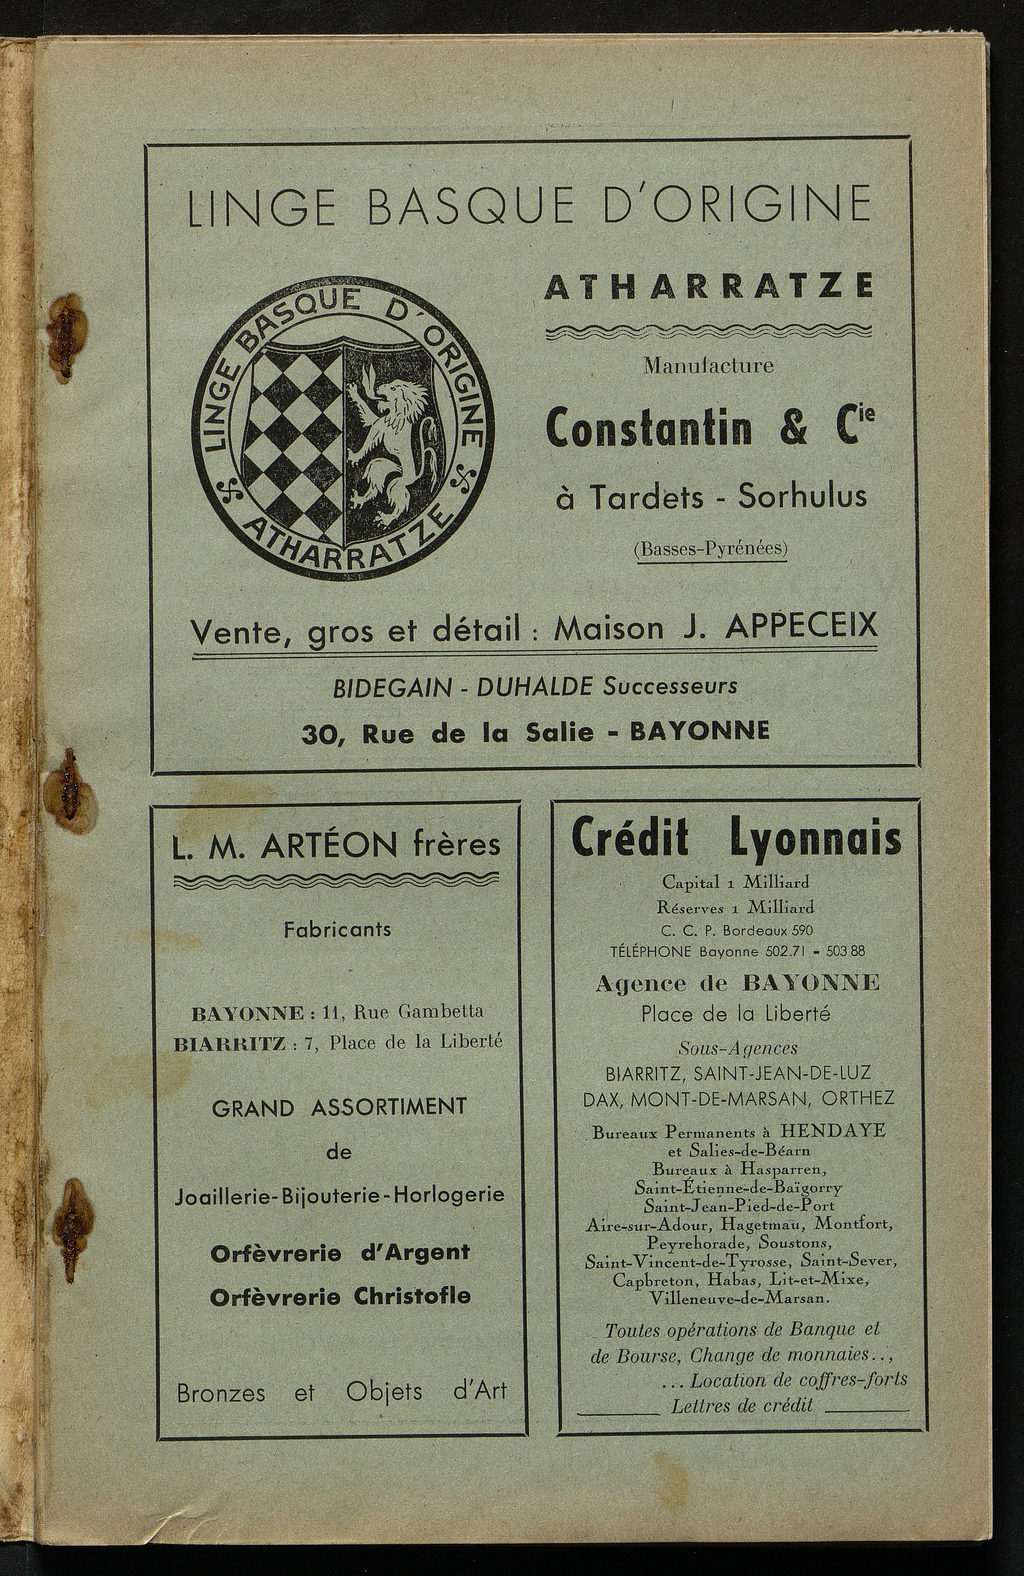 LINGE BASQUE D'ORIGINE
LINGE BASQUE D'ORIGINE
ATHARRATZE
ATHARRATZE
Manufacture
Constantin & Cie
à Tardets - Sorhulus
(Basses-Pyrénées)
Vente, gros et détail : Maison J. APPECEIX
BIDEGAIN - DUHALDE Successeurs
30, Rue de la Salie - BAYONNE
L. M. ARTÉON frères
Fabricants
BAYONNE : 11, Rue Gambetta
BIARRITZ : 7, Place de la Liberté
GRAND ASSORTIMENT
de
Joaillerie-Bijouterie-Horlogerie
Orfèvrerie d'Argent
Orfèvrerie Christofle
Bronzes et Objets d'Art
Crédit Lyonnais
Capital 1 Milliard
Réserves 1 Milliard
C. C. P. Bordeaux 590
TÉLÉPHONE Bayonne 502.71 - 503 88
Agence de BAYONNE
Place de la Liberté
Sous-Agences
BIARRITZ, SAINT-JEAN-DE-LUZ
DAX, MONT-DE-MARSAN, ORTHEZ
Bureaux Permanents à HENDAYE
et Salies-de-Béarn
Bureaux à Hasparren,
Saint-Étienne-de-Baïgorry
Saint-Jean-Pied-de-Port
Aire-sur-Adour, Hagetmau, Montfort,
Peyrehorade, Soustons,
Saint-Vincent-de-Tyrosse, Saint-Sever,
Capbreton, Habas, Lit-et-Mixe,
Villeneuve-de-Marsan.
Toutes opérations de Banque et
de Bourse, Change de monnaies..,
...Location de coffres-forts
Lettres de crédit